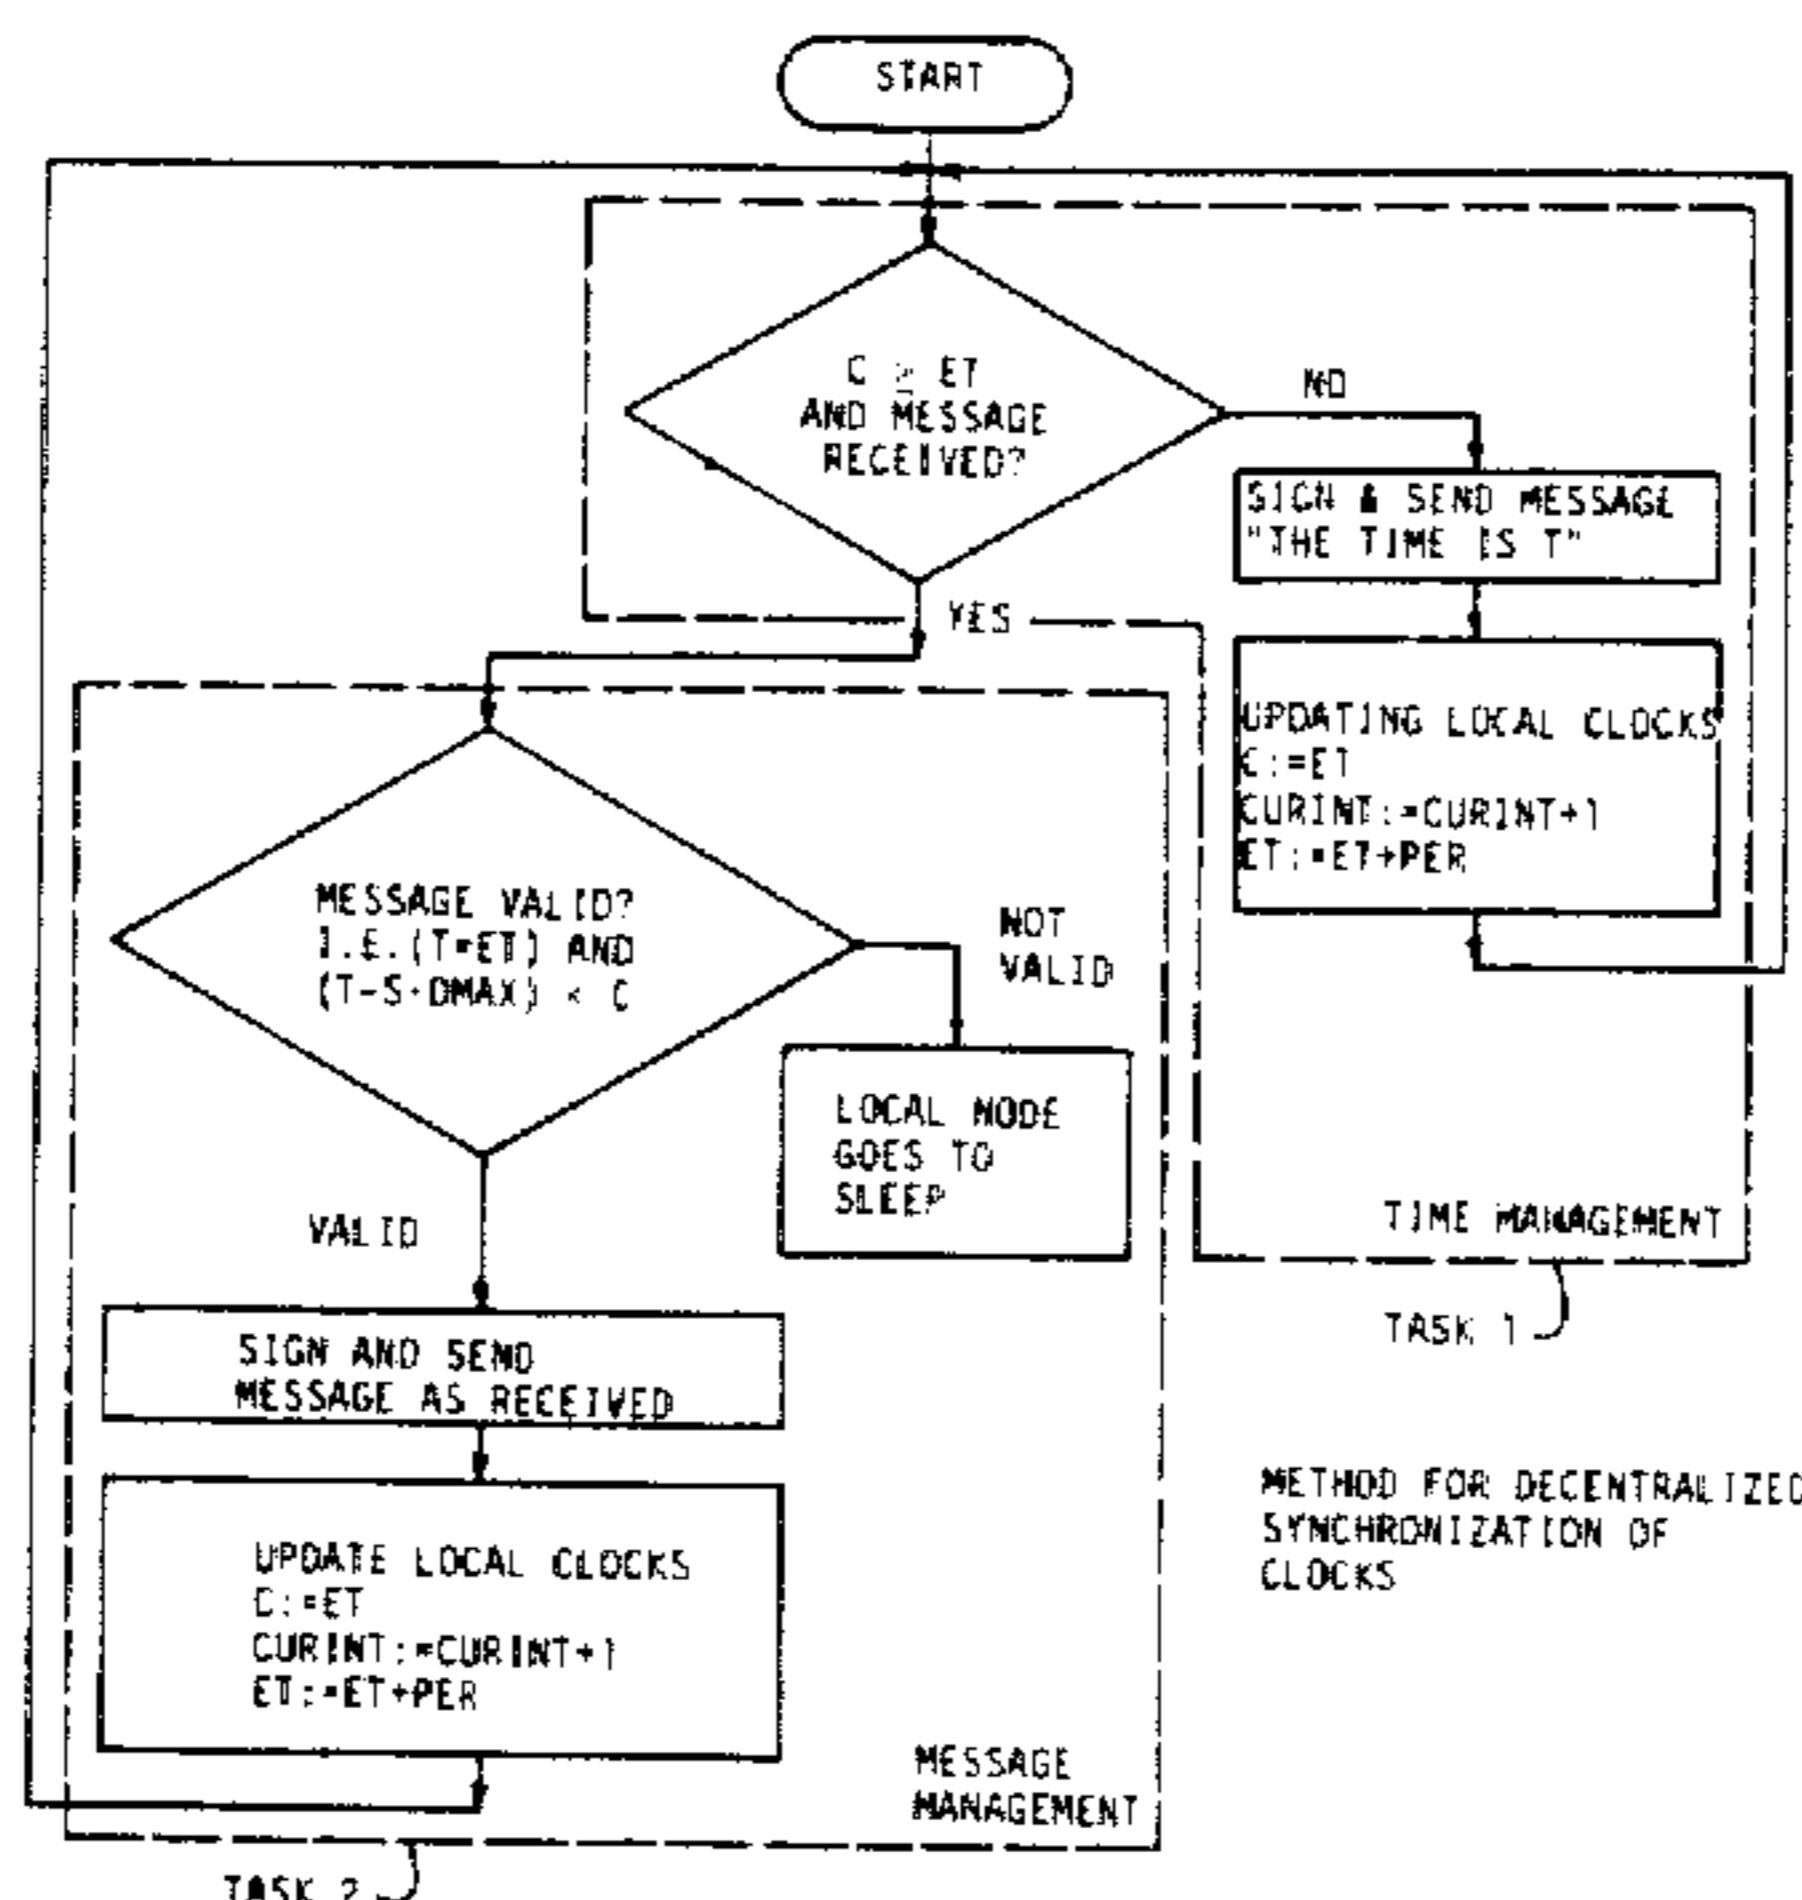 START
C ≥ ET
AND MESSAGE
RECEIVED?
NO
SIGN & SEND MESSAGE
"THE TIME IS T"
YES
UPDATING LOCAL CLOCKS
C:=ET
CURINT:=CURINT+1
ET:=ET+PER
MESSAGE VALID?
I.E.(T=ET) AND
(T-S·DMAX) < C
NOT
VALID
LOCAL NODE
GOES TO
SLEEP
VALID
TIME MANAGEMENT
TASK 1
SIGN AND SEND
MESSAGE AS RECEIVED
METHOD FOR DECENTRALIZED
SYNCHRONIZATION OF
CLOCKS
UPDATE LOCAL CLOCKS
C:=ET
CURINT:=CURINT+1
ET:=ET+PER
MESSAGE
MANAGEMENT
TASK 2